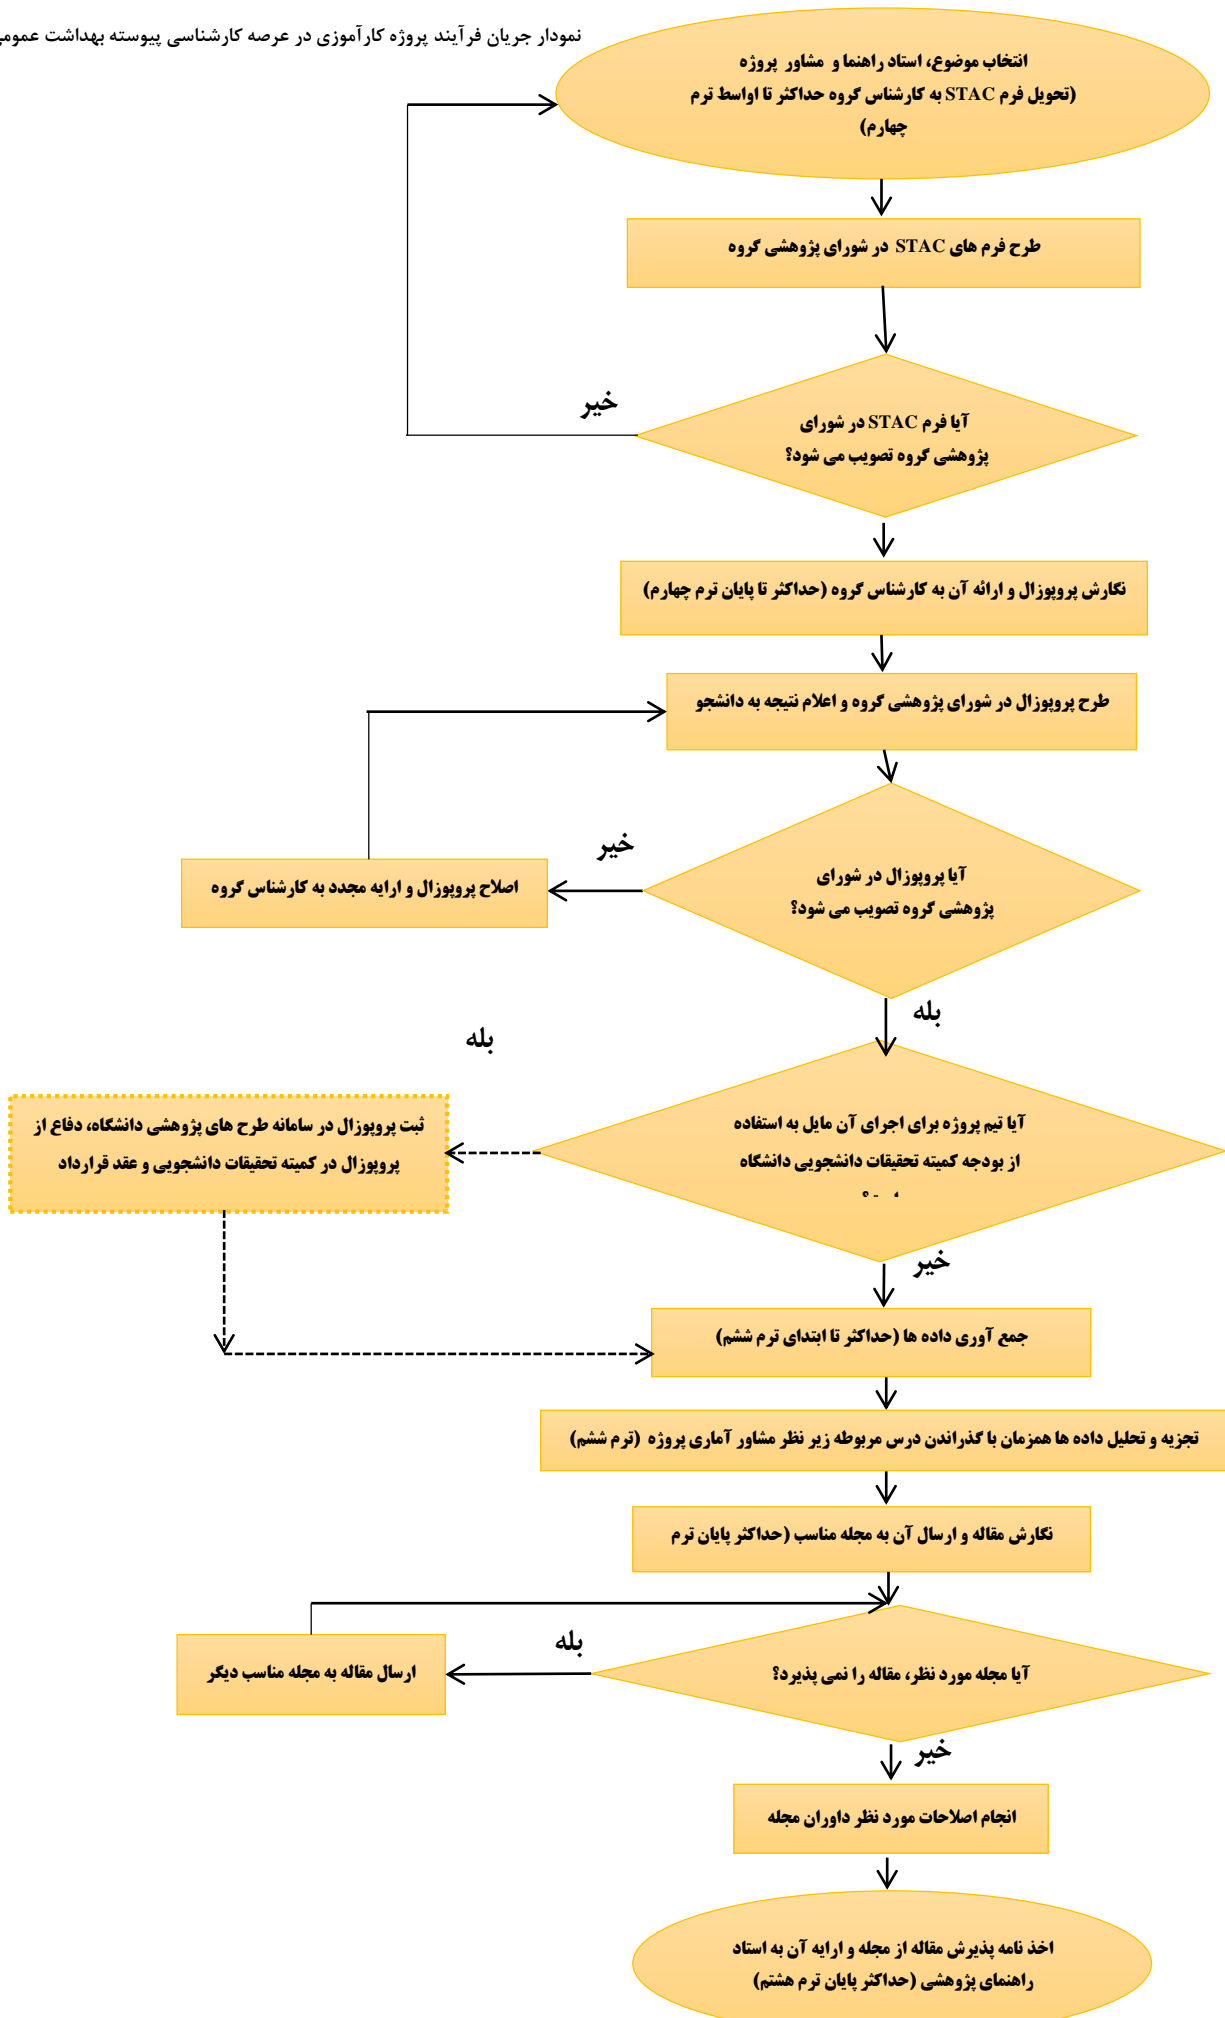 نمودار جریان فرآیند پروژه کارآموزی در عرصه کارشناسی پیوسته بهداشت عمومی
انتخاب موضوع، استاد راهنما و مشاور پروژه
(تحویل فرم STAC به کارشناس گروه حداکثر تا اواسط ترم
چهارم)
طرح فرم های STAC در شورای پژوهشی گروه
خیر
آیا فرم STAC در شورای
پژوهشی گروه تصویب می شود؟
نگارش پروپوزال و ارائه آن به کارشناس گروه (حداکثر تا پایان ترم چهارم)
طرح پروپوزال در شورای پژوهشی گروه و اعلام نتیجه به دانشجو
خیر
آیا پروپوزال در شورای
پژوهشی گروه تصویب می شود؟
اصلاح پروپوزال و ارایه مجدد به کارشناس گروه
بله
بله
آیا تیم پروژه برای اجرای آن مایل به استفاده
از بودجه کمیته تحقیقات دانشجویی دانشگاه
ثبت پروپوزال در سامانه طرح های پژوهشی دانشگاه، دفاع از
پروپوزال در کمیته تحقیقات دانشجویی و عقد قرارداد
خیر
جمع آوری داده ها (حداکثر تا ابتدای ترم ششم)
تجزیه و تحلیل داده ها همزمان با گذراندن درس مربوطه زیر نظر مشاور آماری پروژه (ترم ششم)
نگارش مقاله و ارسال آن به مجله مناسب (حداکثر پایان ترم
بله
آیا مجله مورد نظر، مقاله را نمی پذیرد؟
ارسال مقاله به مجله مناسب دیگر
خیر
انجام اصلاحات مورد نظر داوران مجله
اخذ نامه پذیرش مقاله از مجله و ارایه آن به استاد
راهنمای پژوهشی (حداکثر پایان ترم هشتم)